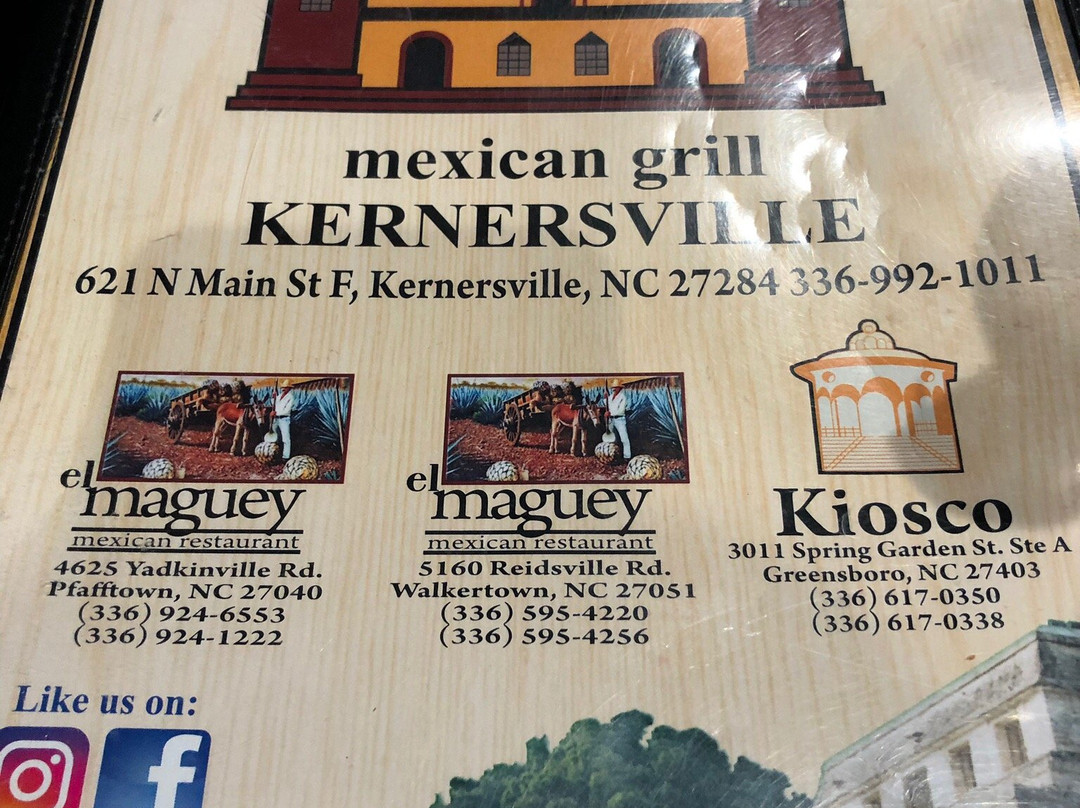 mexican grill
KERNERSVILLE
621 N Main St F, Kernersville, NC 27284 336-992-1011
el
maguey
mexican restaurant
4625 Yadkinville Rd.
Pfafftown, NC 27040
(336) 924-6553
(336) 924-1222
el
maguey
mexican restaurant
5160 Reidsville Rd.
Walkertown, NC 27051
(336) 595-4220
(336) 595-4256
Kiosco
3011 Spring Garden St. Ste A
Greensboro, NC 27403
(336) 617-0350
(336) 617-0338
Like us on:
f